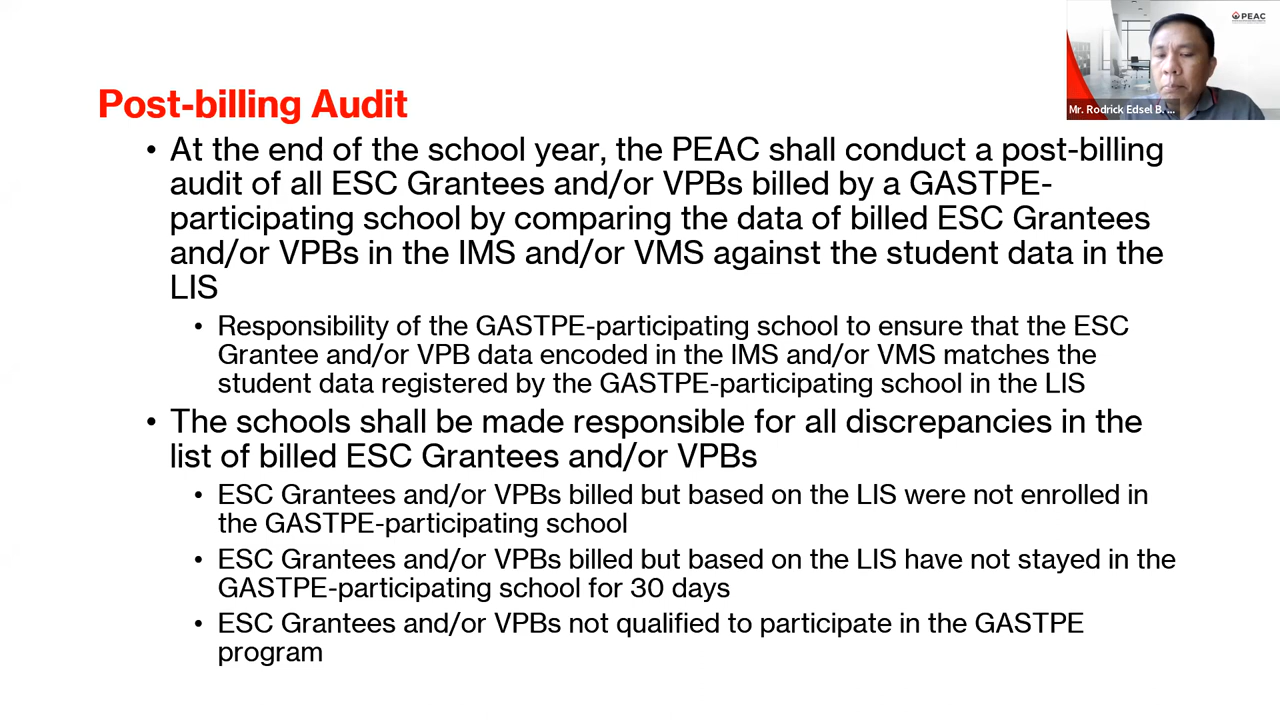 PEAC
Mr. Rodrick Edsel B. ...
Post-billing Audit
• At the end of the school year, the PEAC shall conduct a post-billing
audit of all ESC Grantees and/or VPBs billed by a GASTPE-
participating school by comparing the data of billed ESC Grantees
and/or VPBs in the IMS and/or VMS against the student data in the
LIS
• Responsibility of the GASTPE-participating school to ensure that the ESC
Grantee and/or VPB data encoded in the IMS and/or VMS matches the
student data registered by the GASTPE-participating school in the LIS
• The schools shall be made responsible for all discrepancies in the
list of billed ESC Grantees and/or VPBs
• ESC Grantees and/or VPBs billed but based on the LIS were not enrolled in
the GASTPE-participating school
• ESC Grantees and/or VPBs billed but based on the LIS have not stayed in the
GASTPE-participating school for 30 days
• ESC Grantees and/or VPBs not qualified to participate in the GASTPE
program